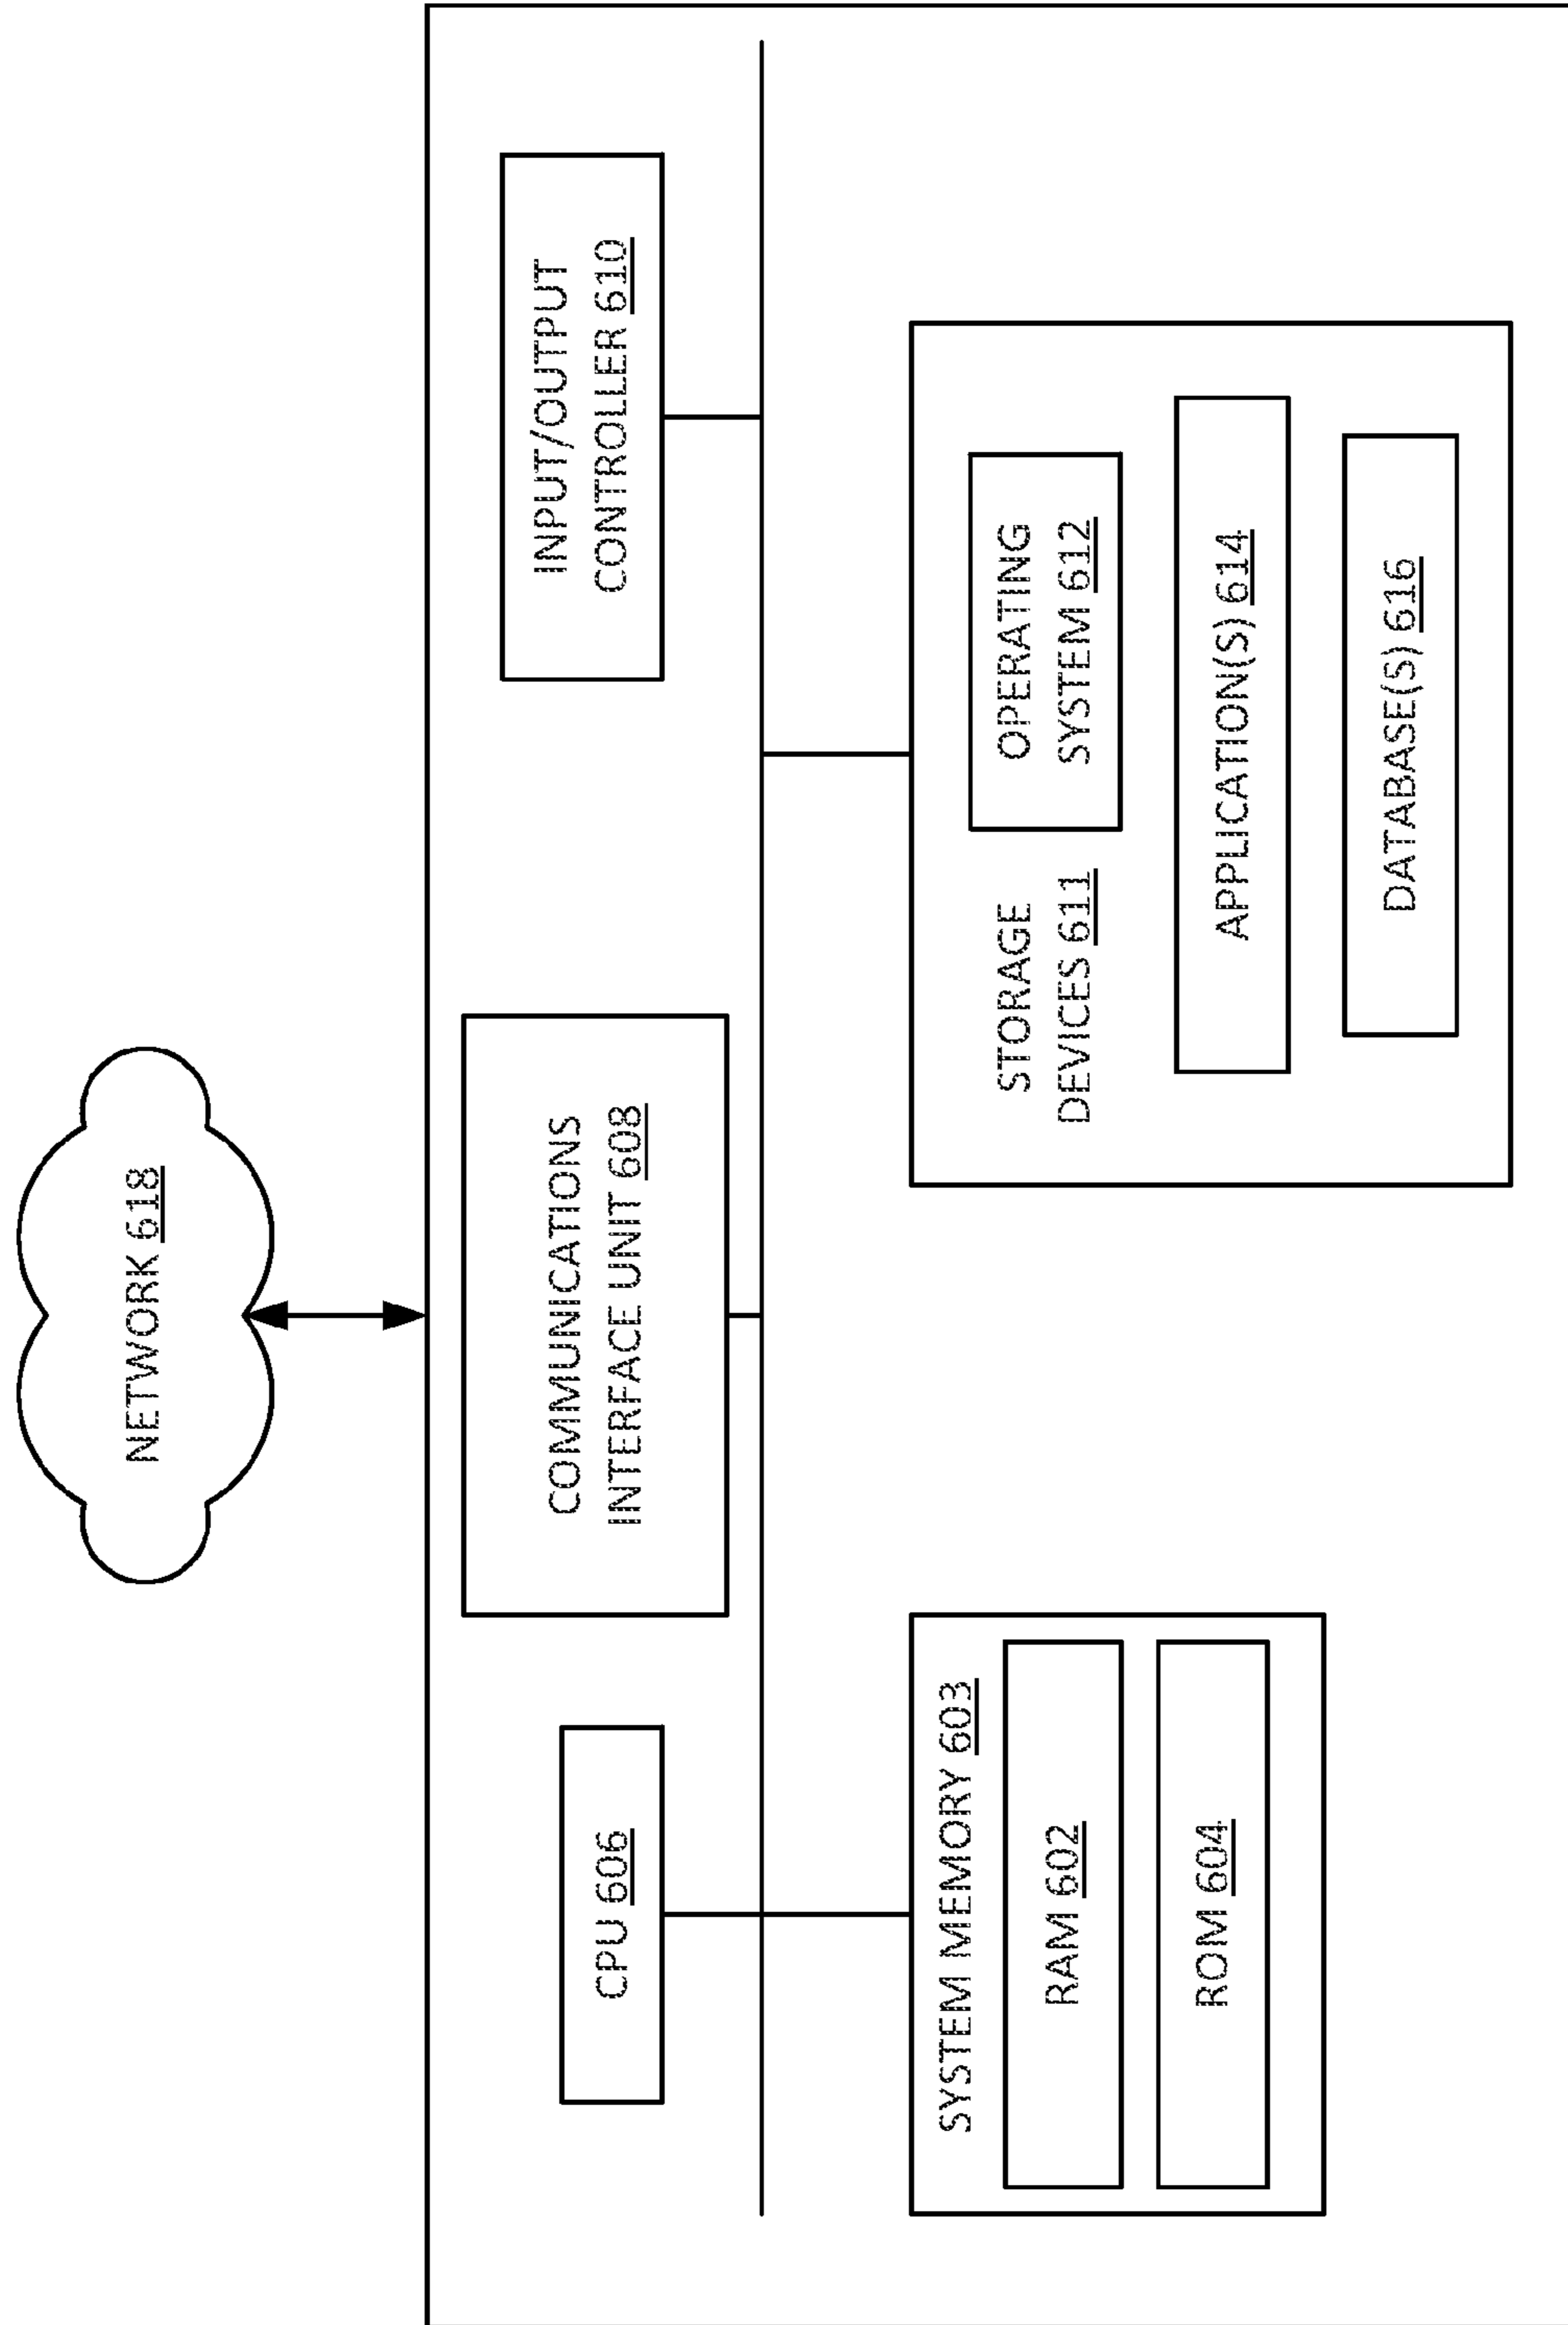 NETWORK 618
CPU 606
COMMUNICATIONS
INTERFACE UNIT 608
INPUT/OUTPUT
CONTROLLER 610
SYSTEM MEMORY 603
RAM 602
ROM 604
STORAGE
DEVICES 611
OPERATING
SYSTEM 612
APPLICATION(S) 614
DATABASE(S) 616